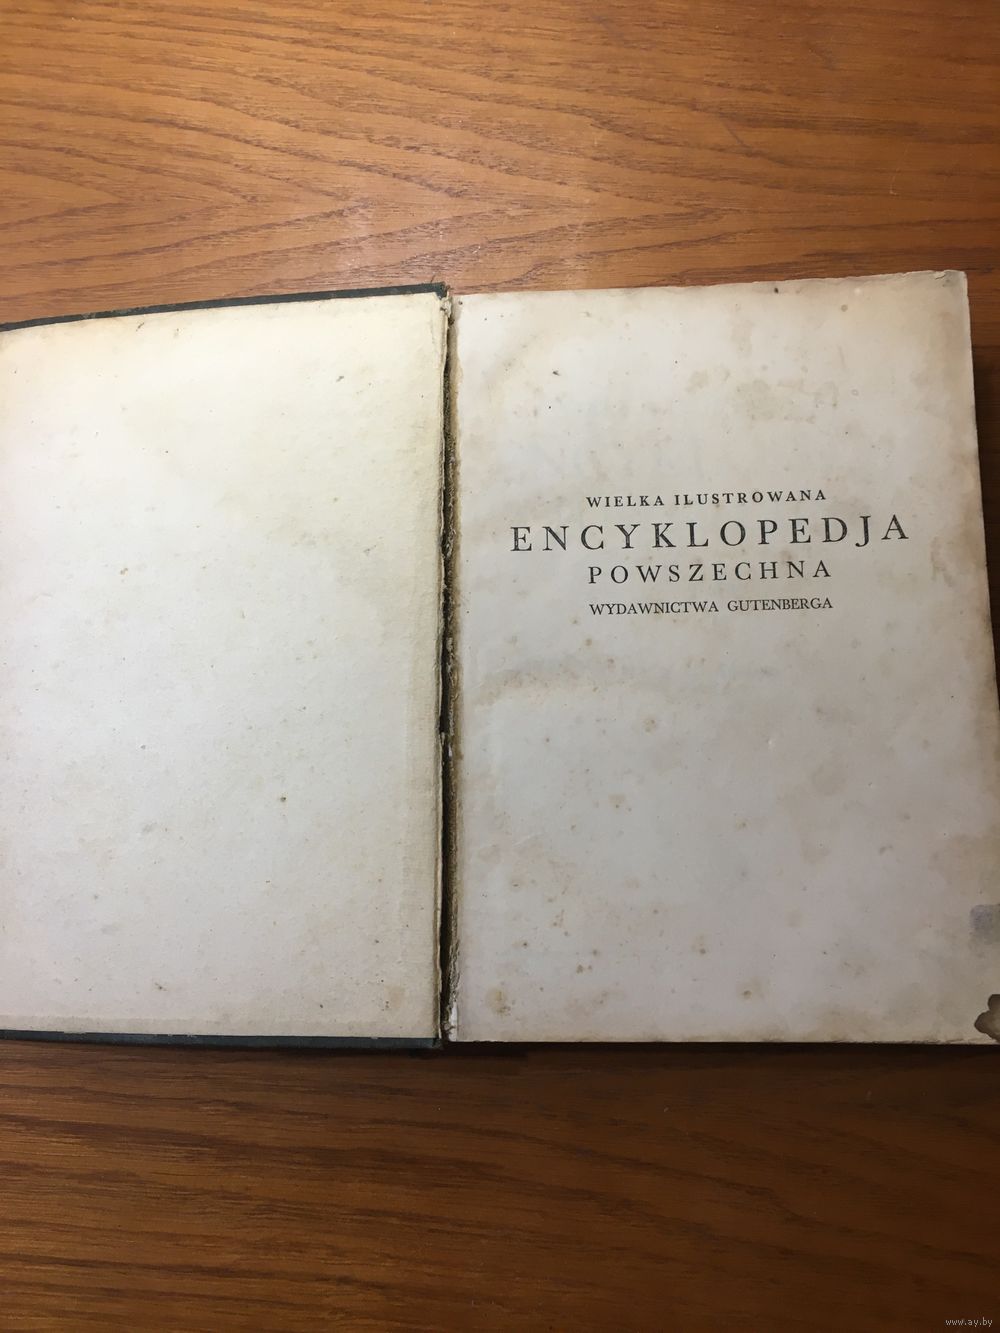 WIELKA ILUSTROWANA
ENCYKLOPEDJA
POWSZECHNA
WYDAWNICTWA GUTENBERGA
www.ay.by